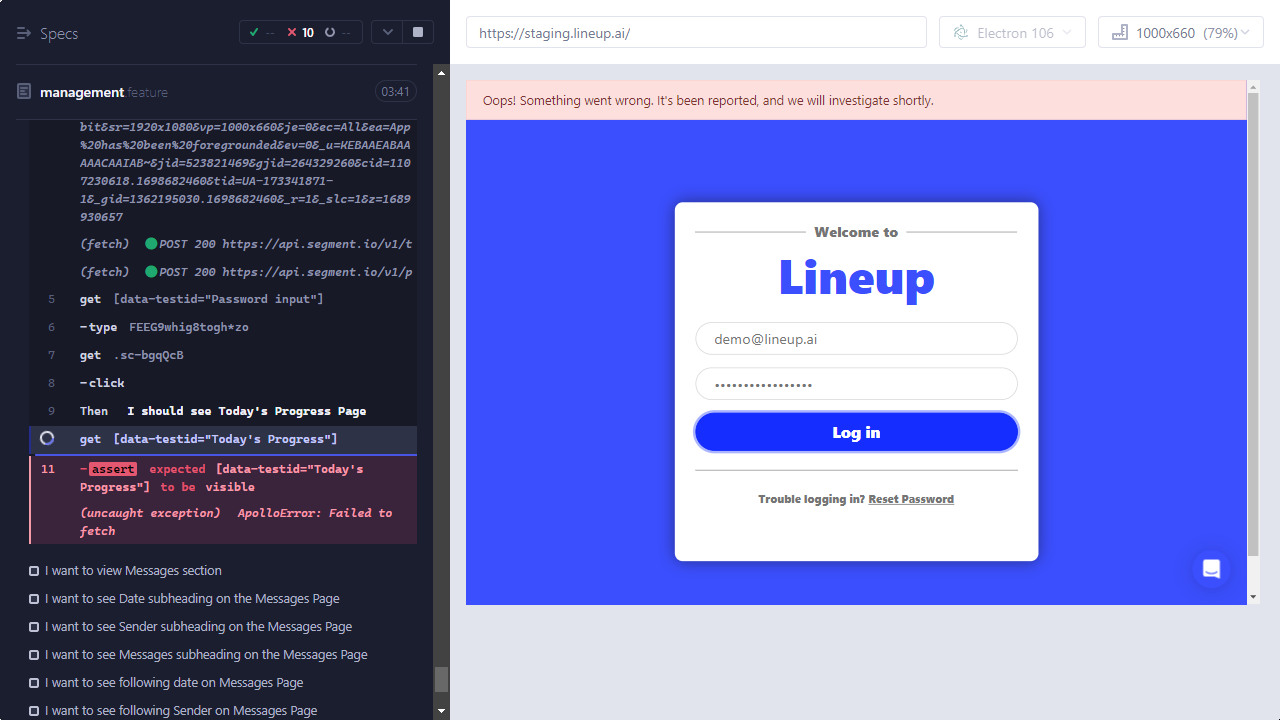 Specs
--
10
--
management feature
03:41
bit&sr=1920x1080&vp=1000x660&je=0&ec=All&ea=App
%20has%20been%20foregrounded&ev=0&_u=KEBAAEABAA
AAACAAIAB~&jid=523821469&gjid=264329260&cid=110
7230618.1698682460&tid=UA-173341871-
1&_gid=1362195030.1698682460&_r=1&_slc=1&z=1689
930657
(fetch) POST 200 https://api.segment.io/v1/t
(fetch) POST 200 https://api.segment.io/v1/p
5 get [data-testid="Password input"]
6 -type FEEG9whig8togh*zo
7 get .sc-bgqQcB
8 -click
9 Then I should see Today's Progress Page
get [data-testid="Today's Progress"]
11 -assert expected [data-testid="Today's
Progress"] to be visible
(uncaught exception) ApolloError: Failed to
fetch
I want to view Messages section
I want to see Date subheading on the Messages Page
I want to see Sender subheading on the Messages Page
I want to see Messages subheading on the Messages Page
I want to see following date on Messages Page
I want to see following Sender on Messages Page
https://staging.lineup.ai/
Electron 106
1000x660 (79%)
Oops! Something went wrong. It's been reported, and we will investigate shortly.
Welcome to
Lineup
demo@lineup.ai
•••••••••••••••••
Log in
Trouble logging in? Reset Password